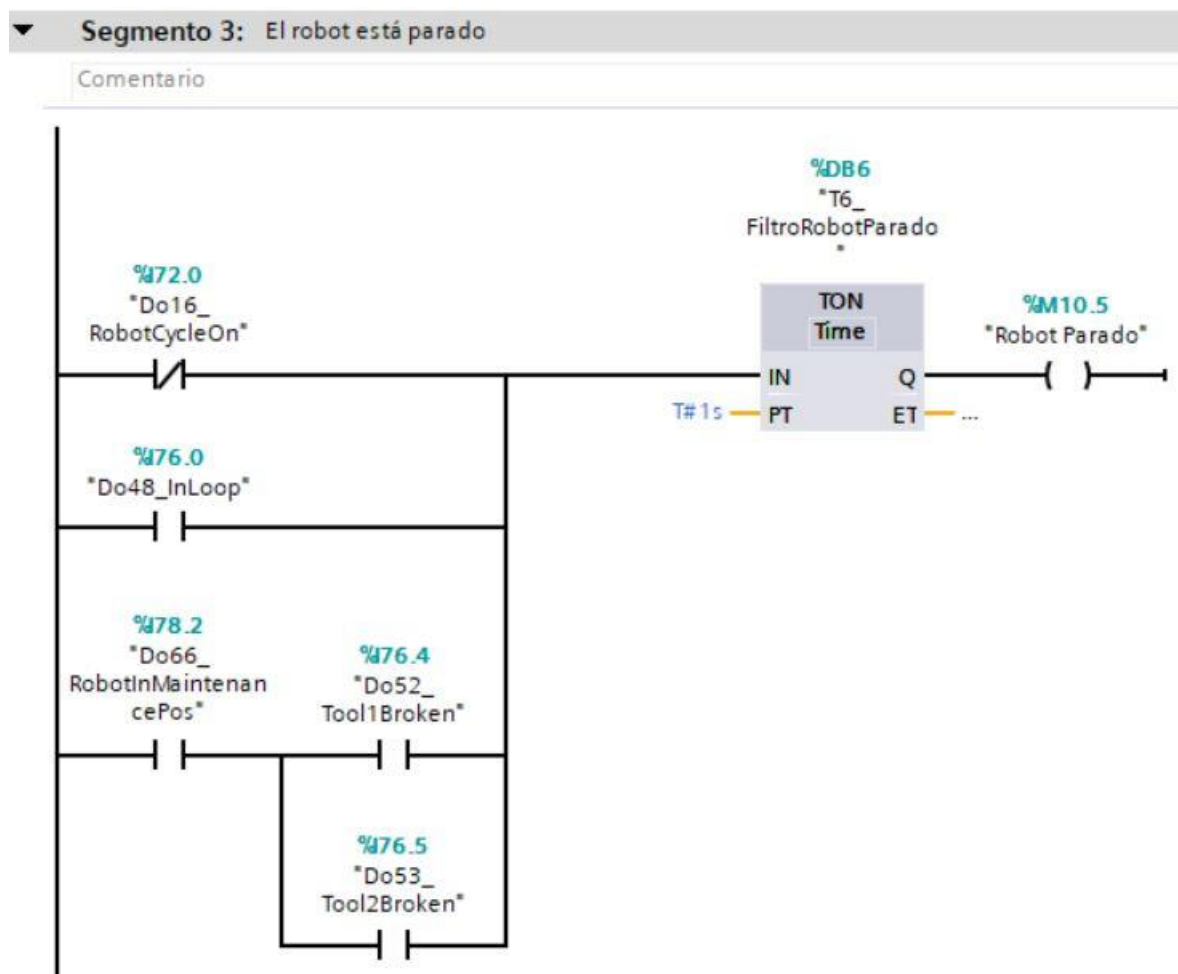 Segmento 3: El robot está parado
Comentario
%DB6
"T6_
FiltroRobotParado
"
%I72.0
"Do16_
RobotCycleOn"
TON
Time
%M10.5
"Robot Parado"
IN
Q
T#1s
PT
ET
...
%I76.0
"Do48_InLoop"
%I78.2
"Do66_
RobotInMaintenan
cePos"
%I76.4
"Do52_
Tool1Broken"
%I76.5
"Do53_
Tool2Broken"